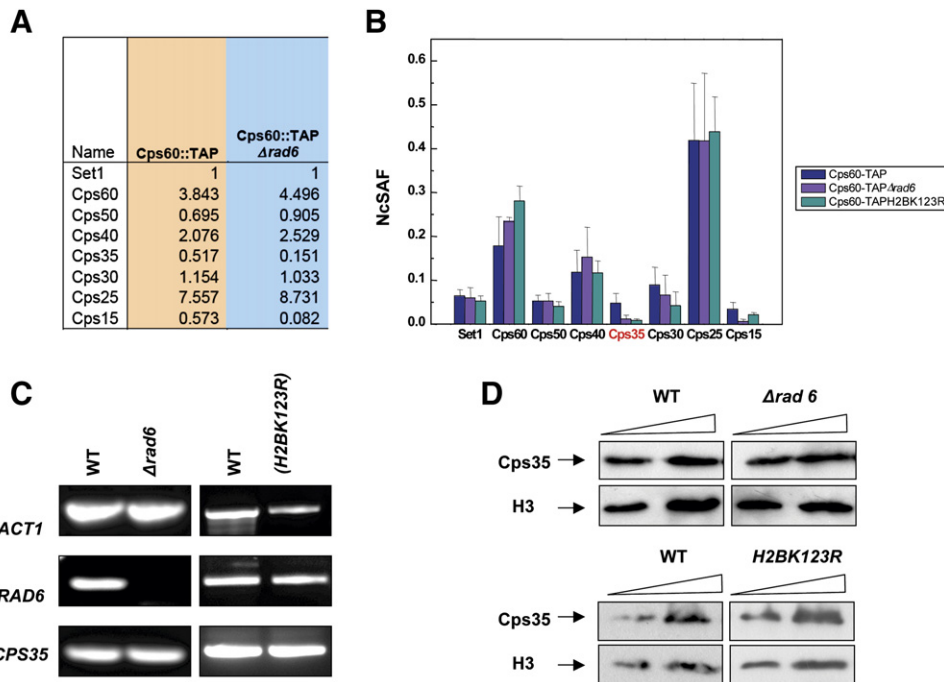 A
Name Cps60::TAP Cps60::TAP Δrad6
Set1 1 1
Cps60 3.843 4.496
Cps50 0.695 0.905
Cps40 2.076 2.529
Cps35 0.517 0.151
Cps30 1.154 1.033
Cps25 7.557 8.731
Cps15 0.573 0.082
B
NcSAF
0.6
0.5
0.4
0.3
0.2
0.1
0.0
Set1 Cps60 Cps50 Cps40 Cps35 Cps30 Cps25 Cps15
Cps60-TAP
Cps60-TAPΔrad6
Cps60-TAPH2BK123R
C
WT Δrad6 WT (H2BK123R)
ACT1
RAD6
CPS35
D
WT Δrad 6
Cps35
H3
WT H2BK123R
Cps35
H3